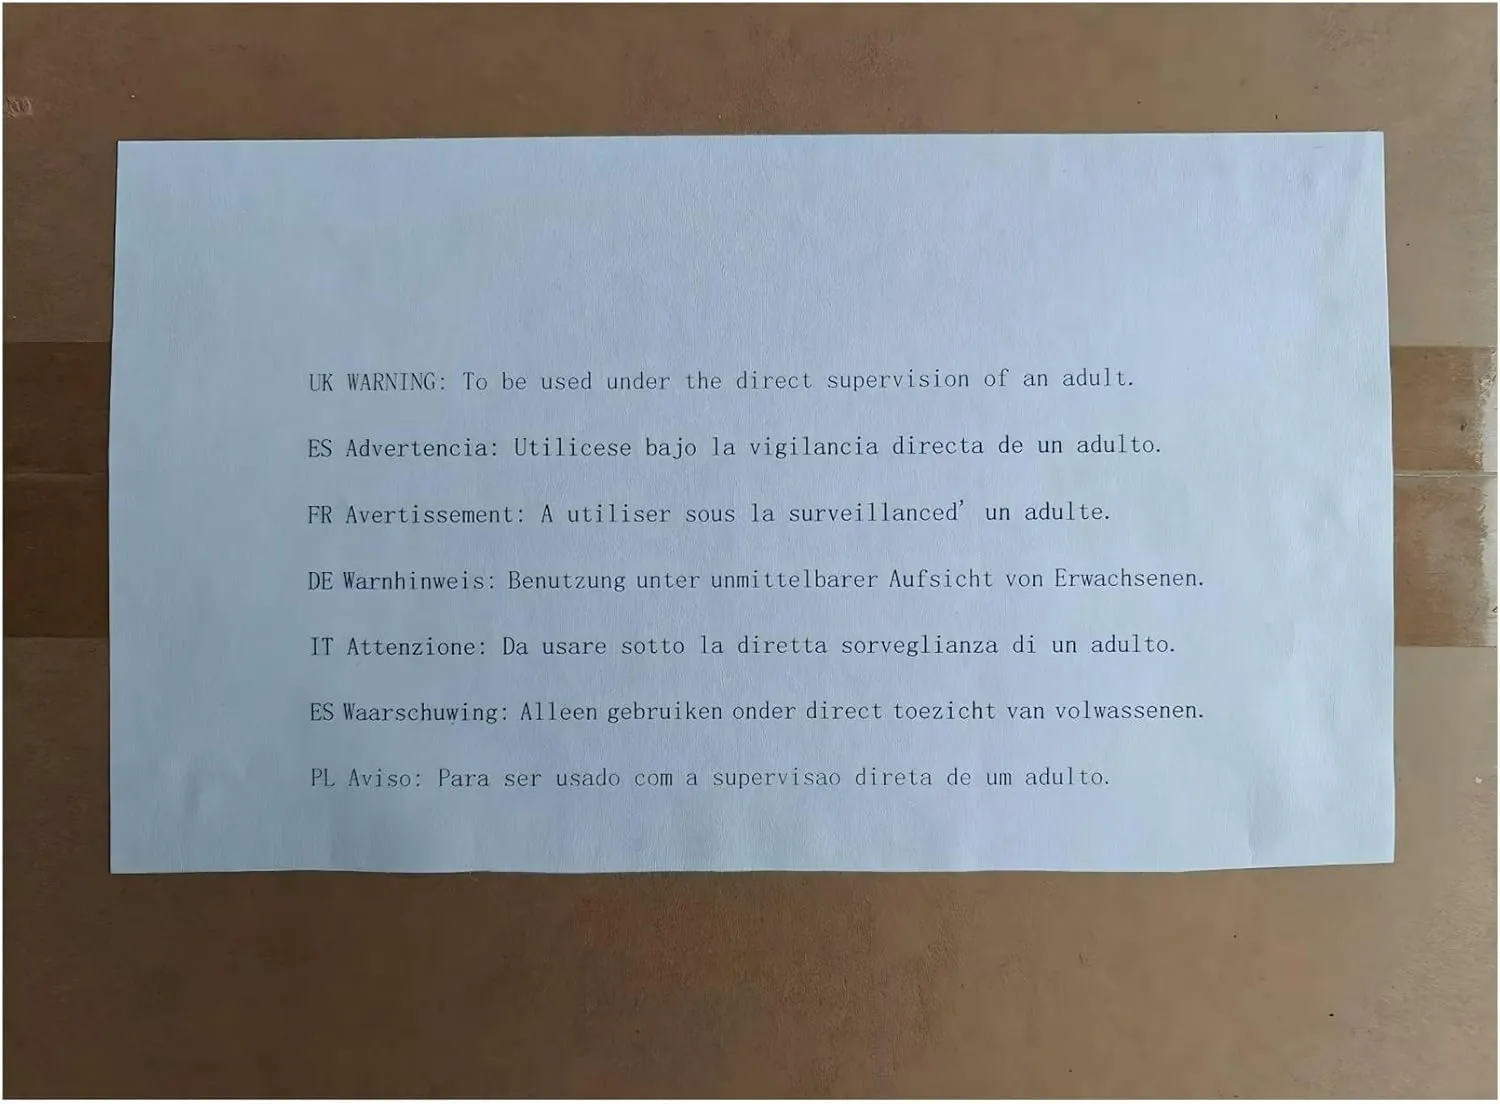 UK WARNING: To be used under the direct supervision of an adult.
ES Advertencia: Utilicese bajo la vigilancia directa de un adulto.
FR Avertissement: A utiliser sous la surveillanced' un adulte.
DE Warnhinweis: Benutzung unter unmittelbarer Aufsicht von Erwachsenen.
IT Attenzione: Da usare sotto la diretta sorveglianza di un adulto.
ES Waarschuwing: Alleen gebruiken onder direct toezicht van volwassenen.
PL Aviso: Para ser usado com a supervisao direta de um adulto.